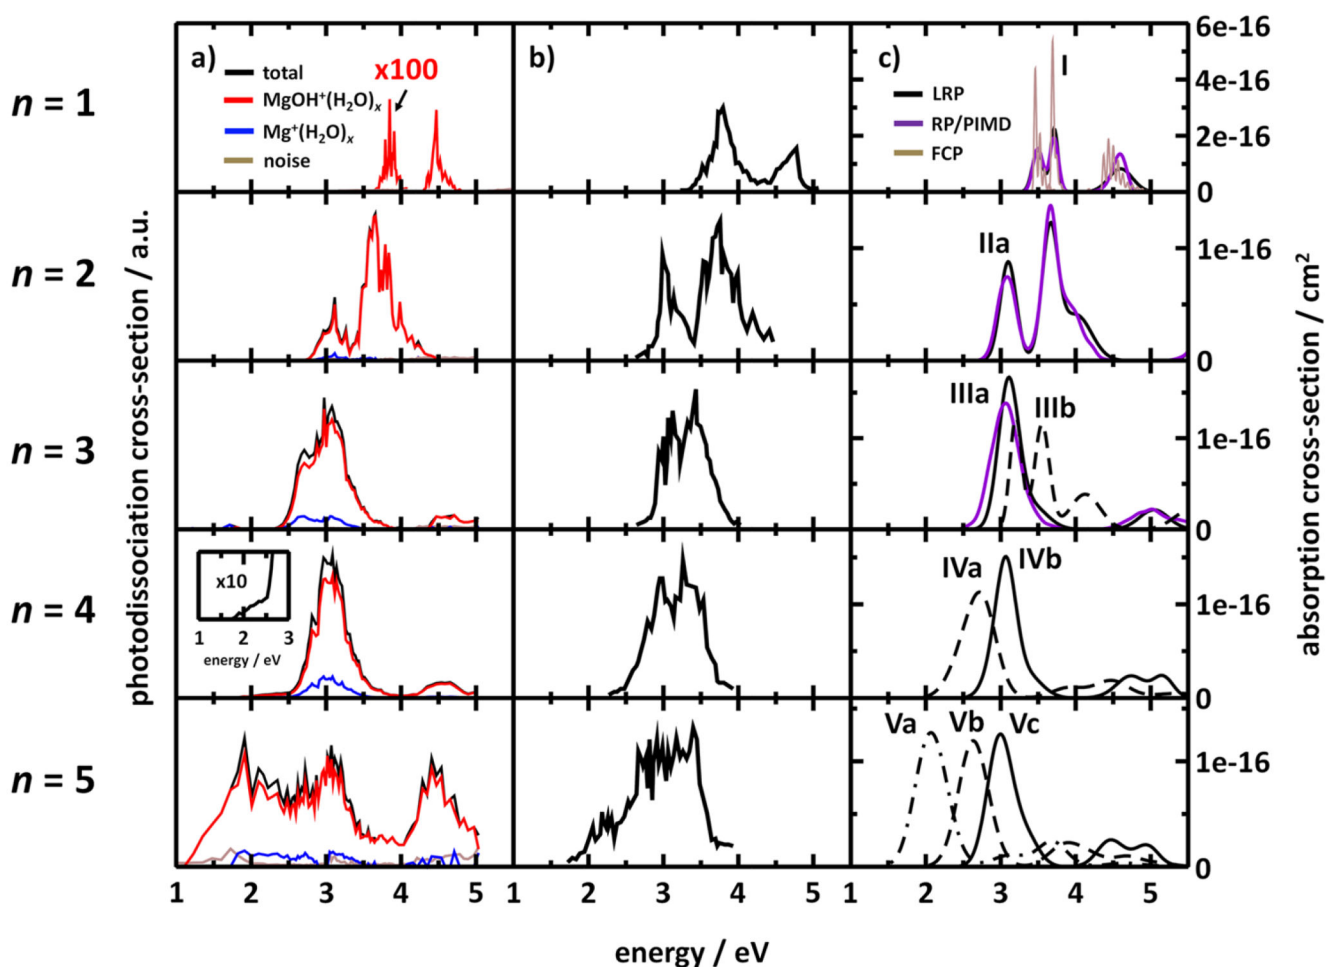 a)
total
MgOH⁺(H₂O)ₓ
Mg⁺(H₂O)ₓ
noise
x100
b)
c)
I
LRP
RP/PIMD
FCP
6e-16
4e-16
2e-16
0
n = 1
n = 2
IIa
1e-16
0
n = 3
IIIa
IIIb
1e-16
0
n = 4
x10
1 2 3
energy / eV
IVa
IVb
1e-16
0
n = 5
Va
Vb
Vc
1e-16
0
1 2 3 4 5
2 3 4 5
2 3 4 5
energy / eV
photodissociation cross-section / a.u.
absorption cross-section / cm²